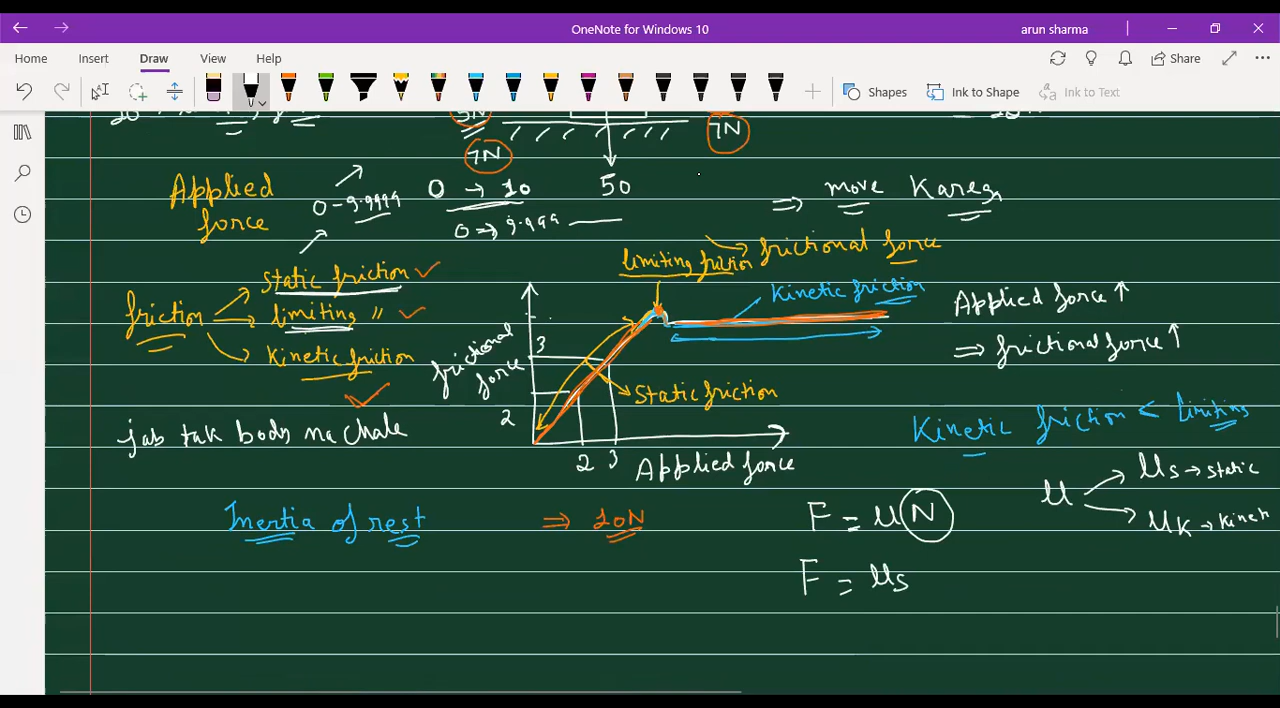 OneNote for Windows 10
arun sharma
Home Insert Draw View Help
Share
Shapes
Ink to Shape
Ink to Text
7N
7N
Applied force
0 - 9.9999
0 → 10
50
0 → 9.999
⇒ move Karega
limiting friction
frictional force
friction
Static friction
limiting "
Kinetic friction
Kinetic friction
Applied force ↑
⇒ frictional force ↑
frictional force
3
2
Static friction
2 3
Applied force
jab tak body na chale
Kinetic friction < limiting
μ
μs → static
μK → Kineti
Inertia of rest
⇒ 10N
F = μN
F = μs